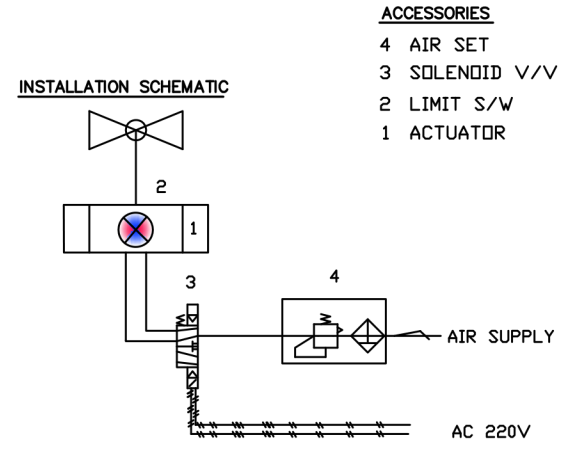 ACCESSORIES
4 AIR SET
3 SOLENOID V/V
2 LIMIT S/W
1 ACTUATOR
INSTALLATION SCHEMATIC
2
1
3
4
AIR SUPPLY
AC 220V